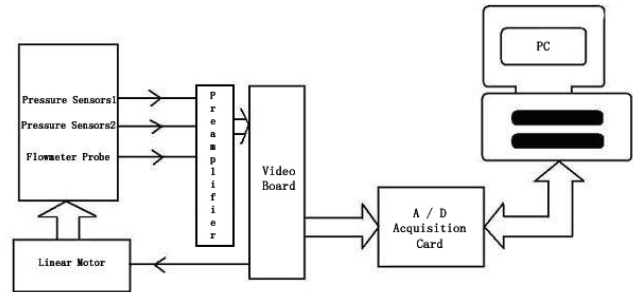 PC
Pressure Sensors1
Pressure Sensors2
Flowmeter Probe
Preamplifier
Video
Board
A / D
Acquisition
Card
Linear Motor